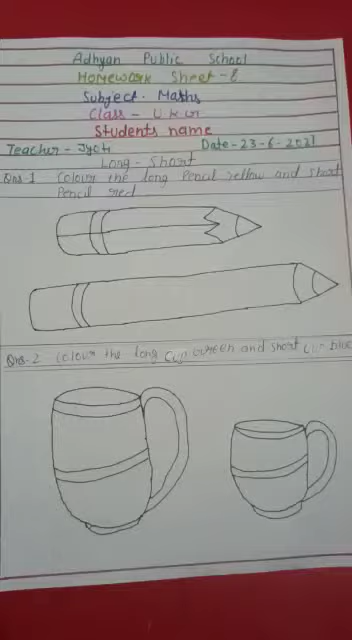 Adhyan Public School
Homework Sheet-8
Subject- Maths
Class- U K G
Students name
Teacher- Jyoti Date-23-6-2021
Long-Short
Qns-1 Colour the long Pencil yellow and short
Pencil red
Qns-2 Colour the long Cup green and short Cup blue